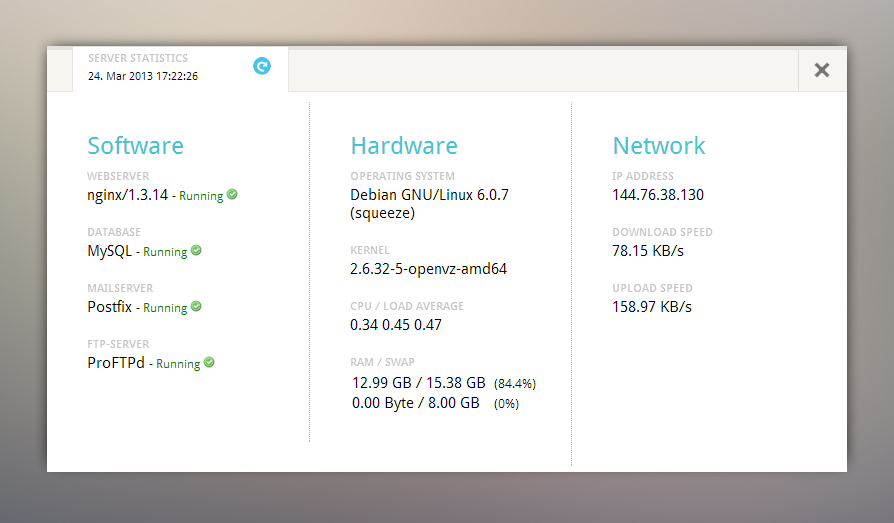 SERVER STATISTICS
24. Mar 2013 17:22:26
Software
WEBSERVER
nginx/1.3.14 - Running
DATABASE
MySQL - Running
MAILSERVER
Postfix - Running
FTP-SERVER
ProFTPd - Running
Hardware
OPERATING SYSTEM
Debian GNU/Linux 6.0.7
(squeeze)
KERNEL
2.6.32-5-openvz-amd64
CPU / LOAD AVERAGE
0.34 0.45 0.47
RAM / SWAP
12.99 GB / 15.38 GB (84.4%)
0.00 Byte / 8.00 GB (0%)
Network
IP ADDRESS
144.76.38.130
DOWNLOAD SPEED
78.15 KB/s
UPLOAD SPEED
158.97 KB/s